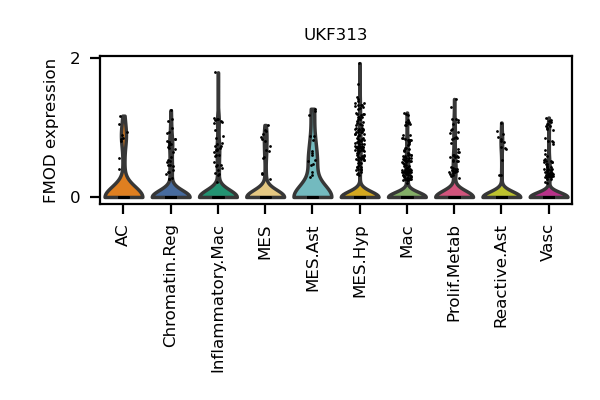 UKF313
FMOD expression
2
0
AC
Chromatin.Reg
Inflammatory.Mac
MES
MES.Ast
MES.Hyp
Mac
Prolif.Metab
Reactive.Ast
Vasc